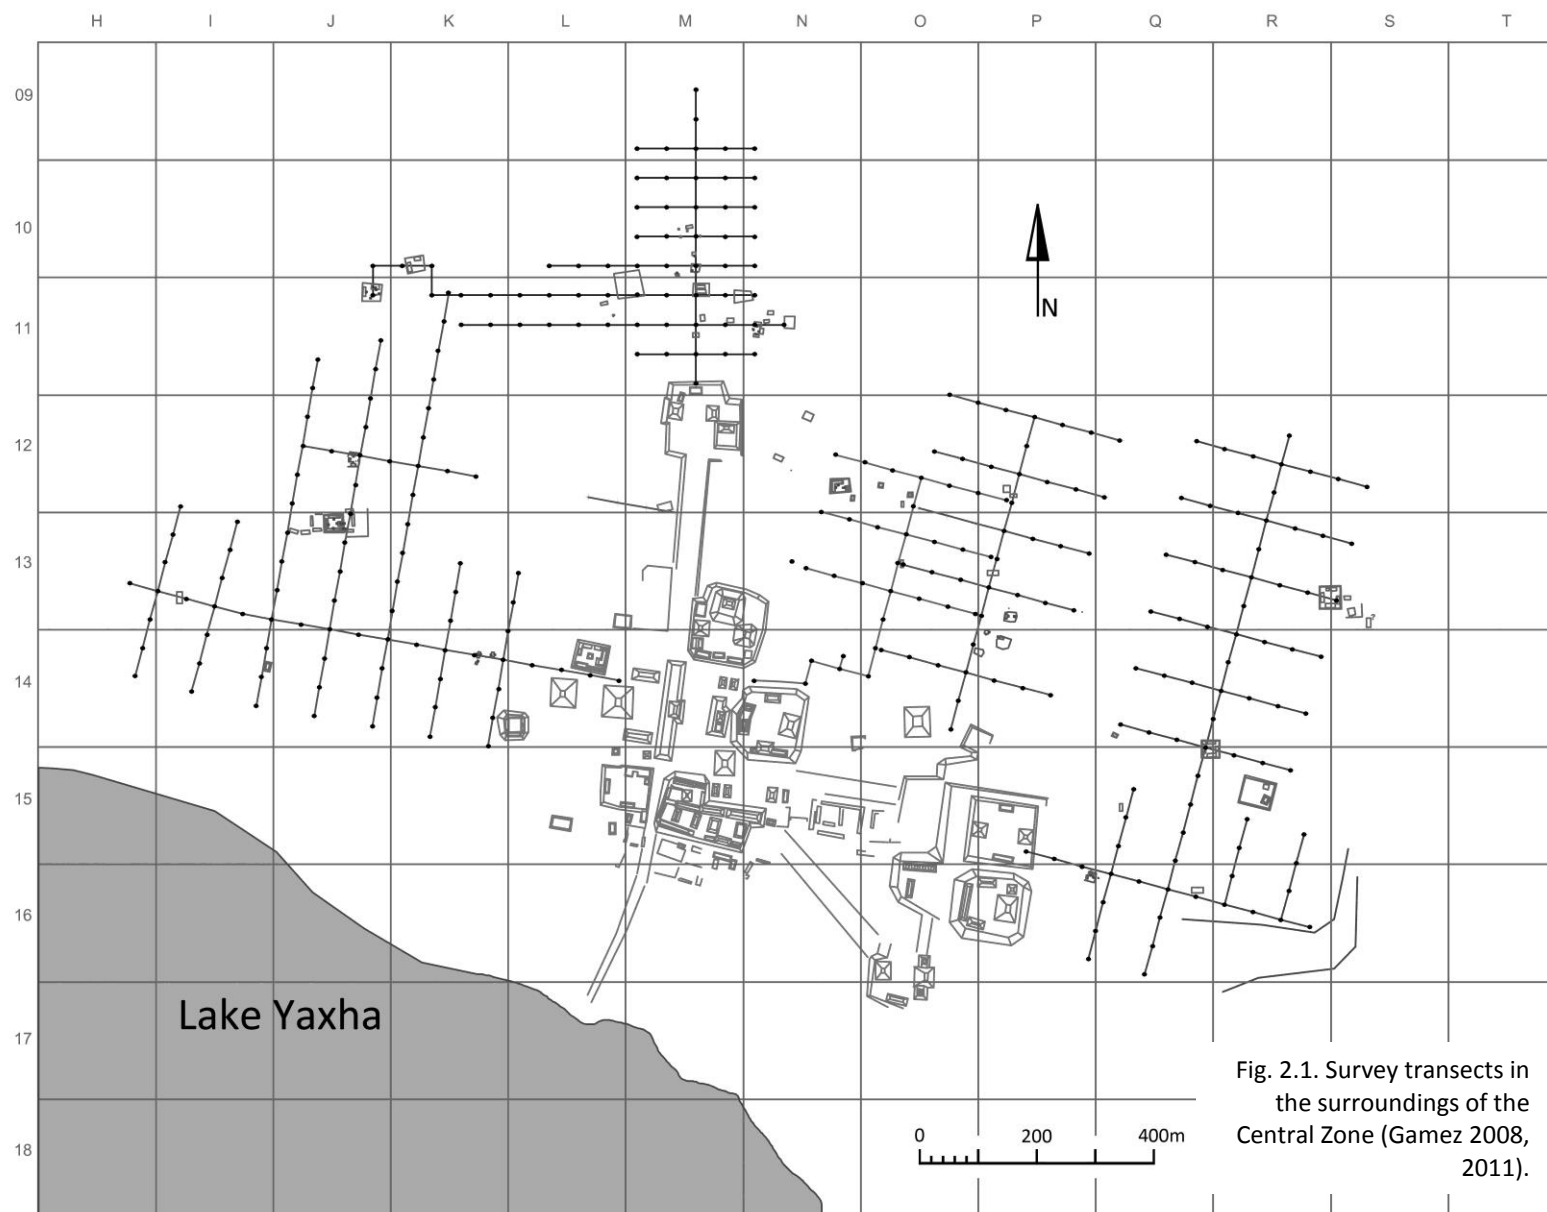 H I J K L M N O P Q R S T
09
10
11
N
12
13
14
15
16
Lake Yaxha
17
18
0 200 400m
Fig. 2.1. Survey transects in
the surroundings of the
Central Zone (Gamez 2008,
2011).